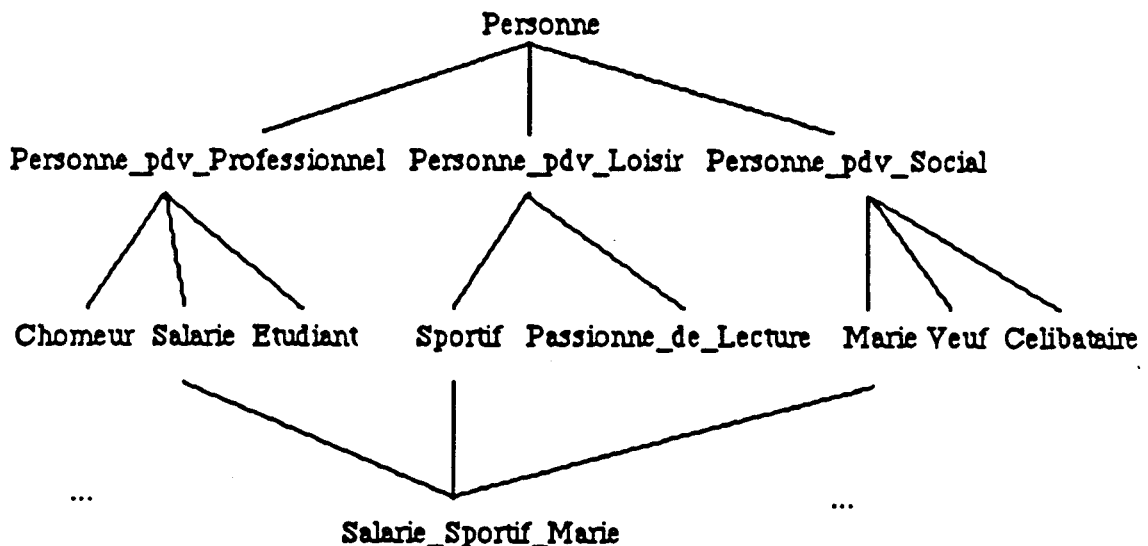 Personne
Personne_pdv_Professionnel Personne_pdv_Loisir Personne_pdv_Social
Chomeur Salarie Etudiant Sportif Passionne_de_Lecture Marie Veuf Celibataire
... ...
Salarie_Sportif_Marie